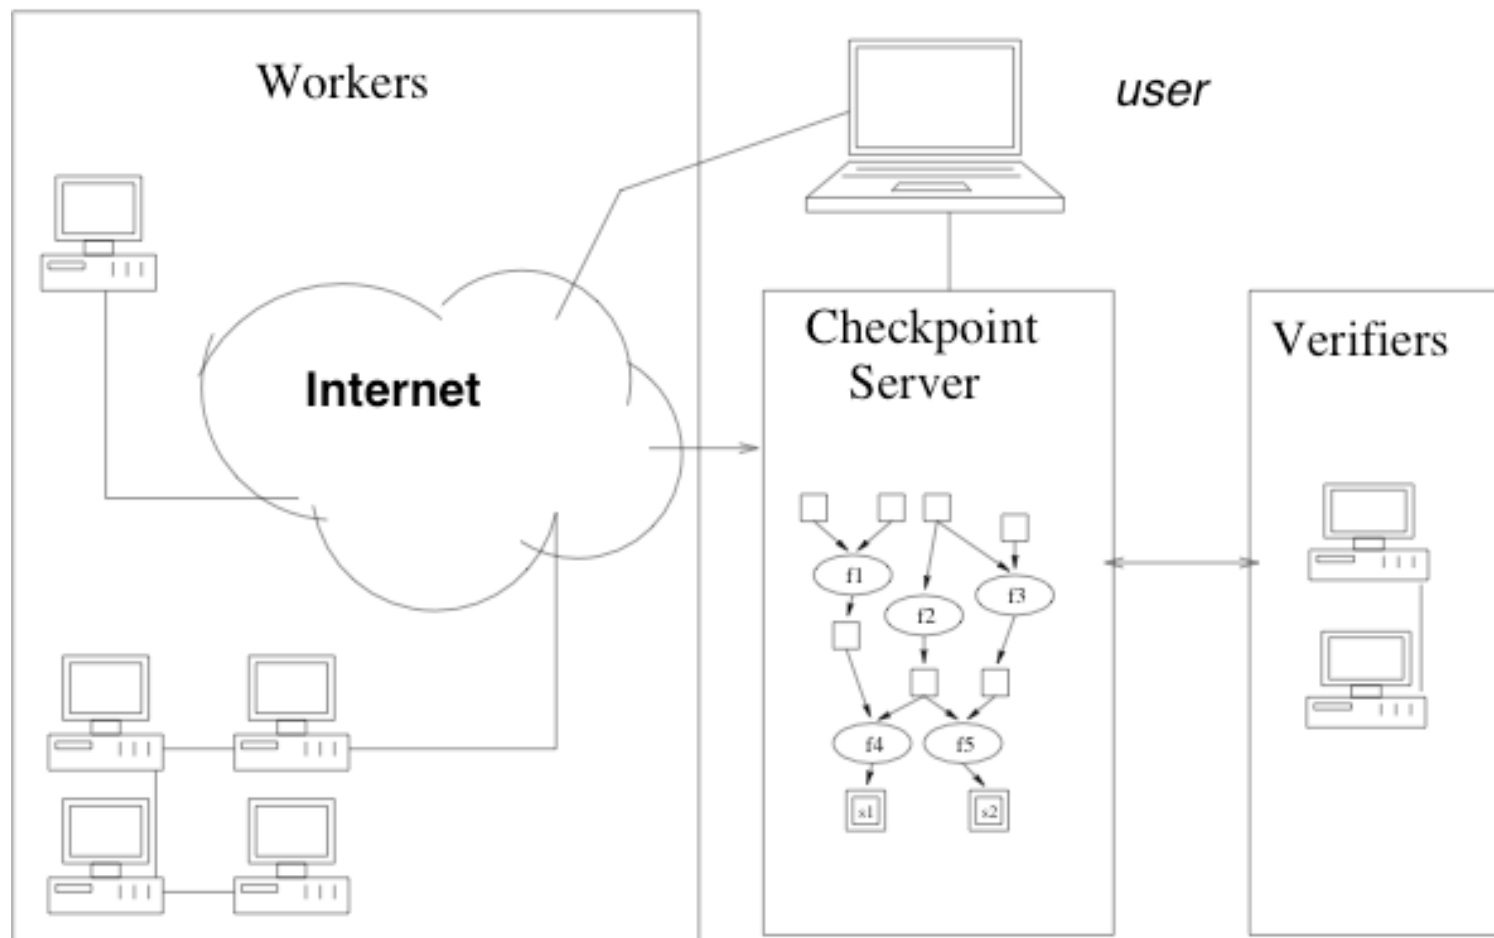 Workers
user
Internet
Checkpoint
Server
Verifiers
f1
f2
f3
f4
f5
s1
s2